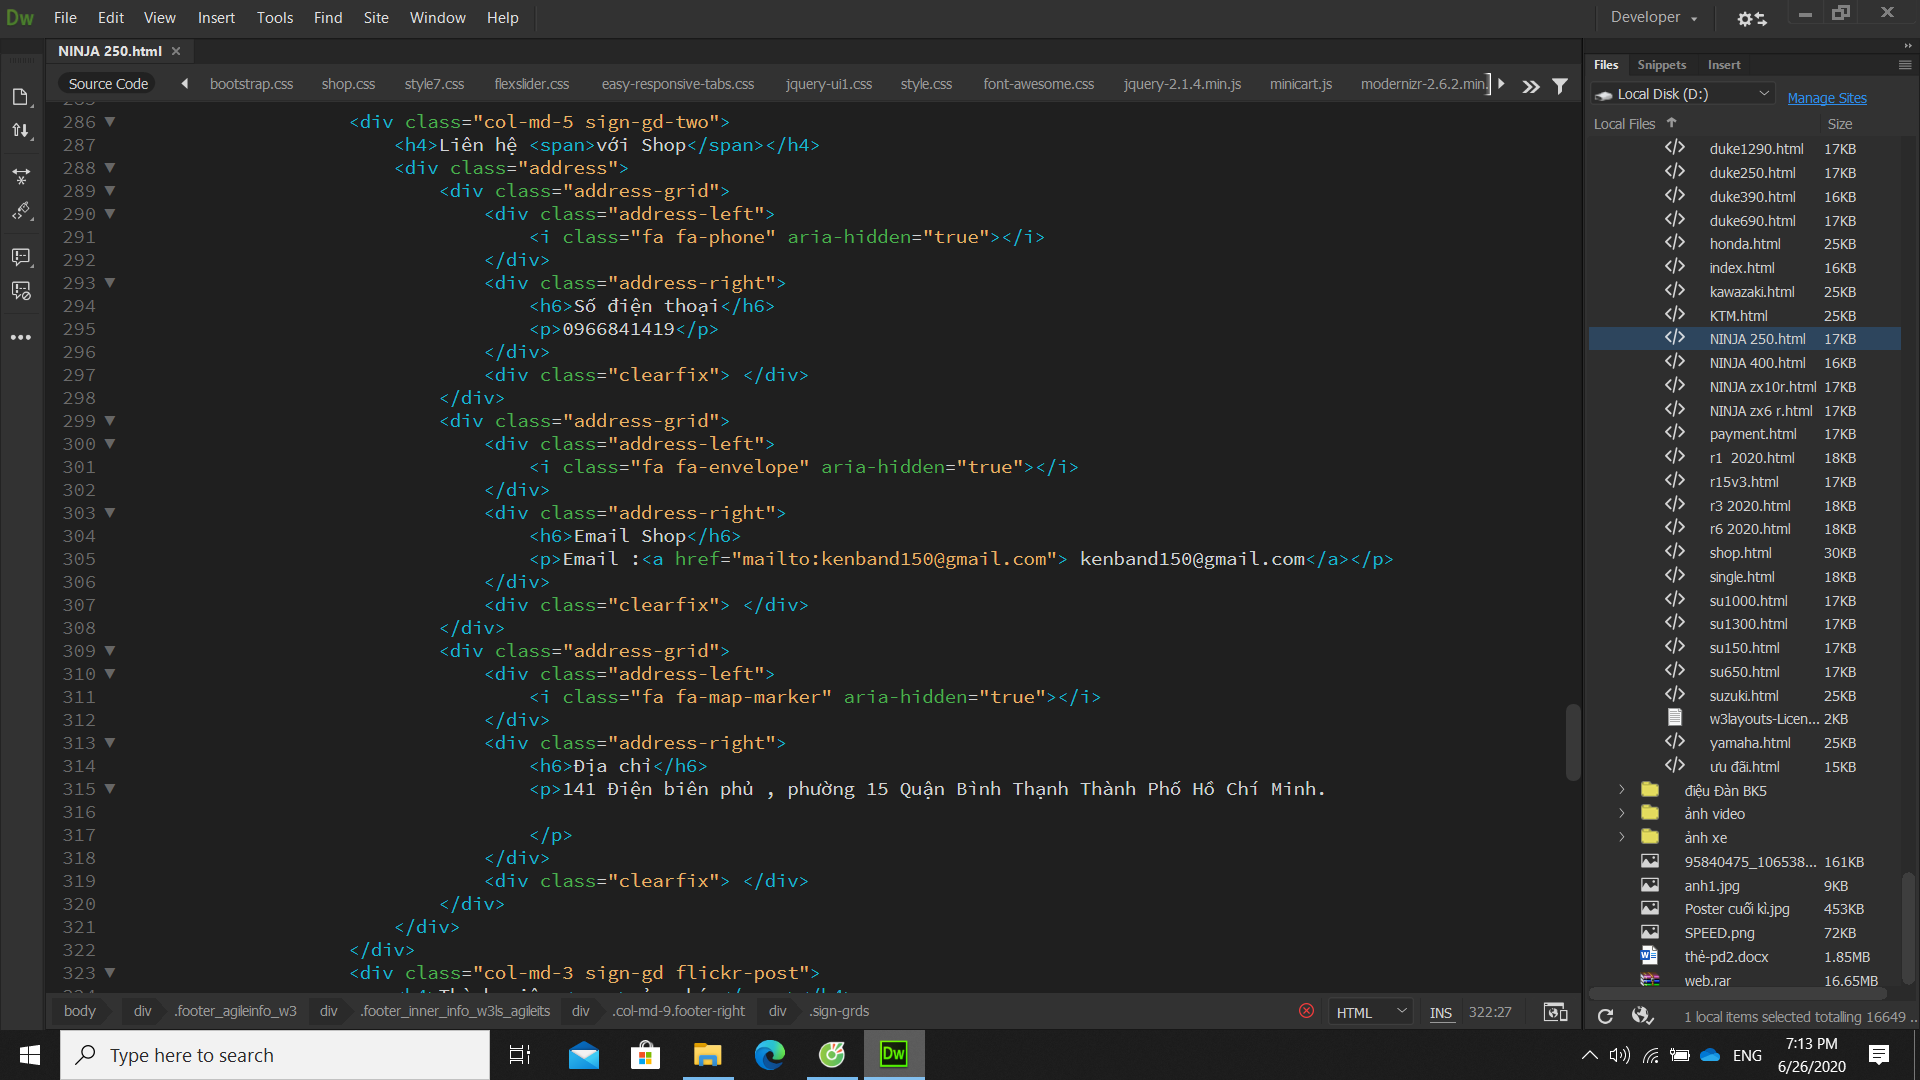 Dw File Edit View Insert Tools Find Site Window Help Developer
NINJA 250.html
Source Code bootstrap.css shop.css style7.css flexslider.css easy-responsive-tabs.css jquery-ui1.css style.css font-awesome.css jquery-2.1.4.min.js minicart.js modernizr-2.6.2.min.
286 <div class="col-md-5 sign-gd-two">
287 <h4>Liên hệ <span>với Shop</span></h4>
288 <div class="address">
289 <div class="address-grid">
290 <div class="address-left">
291 <i class="fa fa-phone" aria-hidden="true"></i>
292 </div>
293 <div class="address-right">
294 <h6>Số điện thoại</h6>
295 <p>0966841419</p>
296 </div>
297 <div class="clearfix"> </div>
298 </div>
299 <div class="address-grid">
300 <div class="address-left">
301 <i class="fa fa-envelope" aria-hidden="true"></i>
302 </div>
303 <div class="address-right">
304 <h6>Email Shop</h6>
305 <p>Email :<a href="mailto:kenband150@gmail.com"> kenband150@gmail.com</a></p>
306 </div>
307 <div class="clearfix"> </div>
308 </div>
309 <div class="address-grid">
310 <div class="address-left">
311 <i class="fa fa-map-marker" aria-hidden="true"></i>
312 </div>
313 <div class="address-right">
314 <h6>Địa chỉ</h6>
315 <p>141 Điện biên phủ , phường 15 Quận Bình Thạnh Thành Phố Hồ Chí Minh.
316
317 </p>
318 </div>
319 <div class="clearfix"> </div>
320 </div>
321 </div>
322 </div>
323 <div class="col-md-3 sign-gd flickr-post">
body div .footer_agileinfo_w3 div .footer_inner_info_w3ls_agileits div .col-md-9.footer-right div .sign-grds HTML INS 322:27
Files Snippets Insert
Local Disk (D:) Manage Sites
Local Files Size
duke1290.html 17KB
duke250.html 17KB
duke390.html 16KB
duke690.html 17KB
honda.html 25KB
index.html 16KB
kawazaki.html 25KB
KTM.html 25KB
NINJA 250.html 17KB
NINJA 400.html 16KB
NINJA zx10r.html 17KB
NINJA zx6 r.html 17KB
payment.html 17KB
r1 2020.html 18KB
r15v3.html 17KB
r3 2020.html 18KB
r6 2020.html 18KB
shop.html 30KB
single.html 18KB
su1000.html 17KB
su1300.html 17KB
su150.html 17KB
su650.html 17KB
suzuki.html 25KB
w3layouts-Licen... 2KB
yamaha.html 25KB
ưu đãi.html 15KB
điệu Đàn BK5
ảnh video
ảnh xe
95840475_106538... 161KB
anh1.jpg 9KB
Poster cuối kì.jpg 453KB
SPEED.png 72KB
thẻ-pd2.docx 1.85MB
web.rar 16.65MB
1 local items selected totalling 16649 ..
Type here to search
Dw
ENG
7:13 PM
6/26/2020